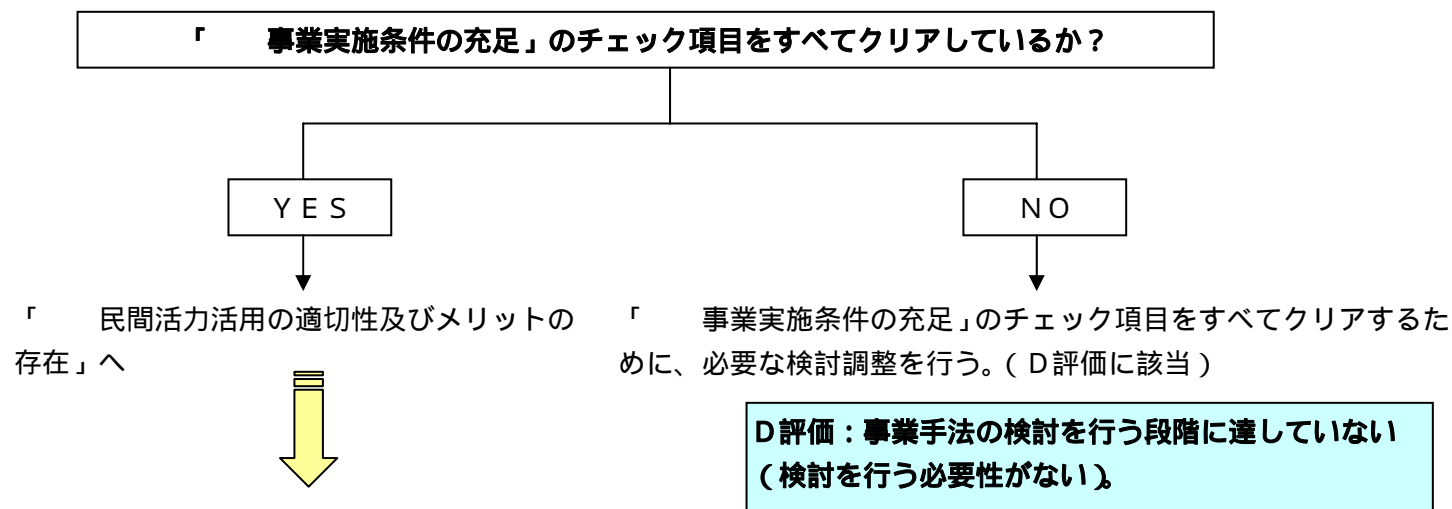 「　　事業実施条件の充足」のチェック項目をすべてクリアしているか？
ＹＥＳ
ＮＯ
「　　民間活力活用の適切性及びメリットの
存在」へ
「　　事業実施条件の充足」のチェック項目をすべてクリアするた
めに、必要な検討調整を行う。（Ｄ評価に該当）
Ｄ評価：事業手法の検討を行う段階に達していない
（検討を行う必要性がない）。